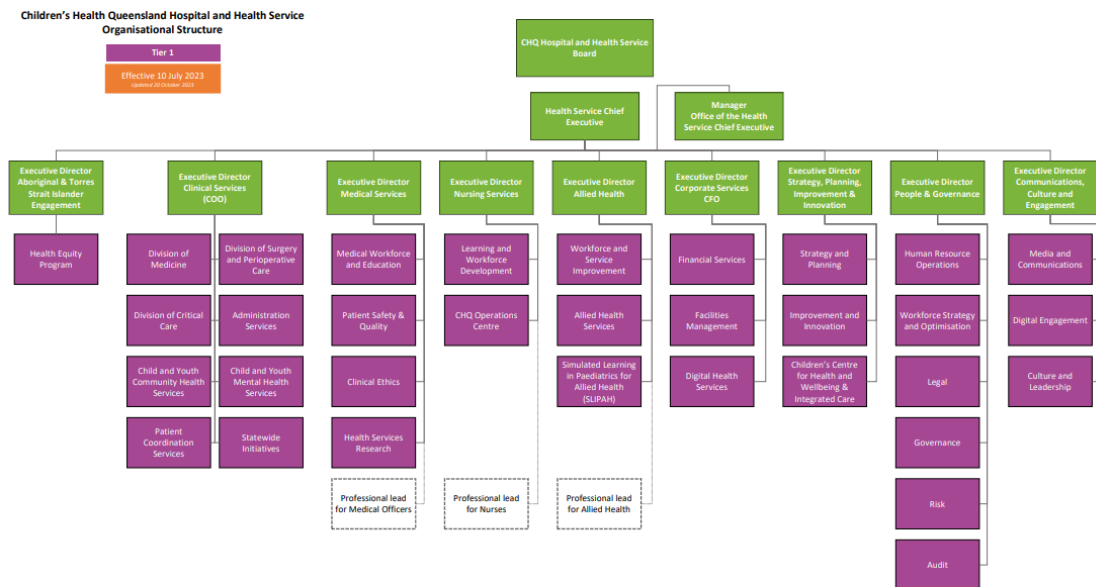 Children's Health Queensland Hospital and Health Service
Organisational Structure
Tier 1
Effective 10 July 2023
Updated 20 October 2023
CHQ Hospital and Health Service
Board
Health Service Chief
Executive
Manager
Office of the Health
Service Chief Executive
Executive Director
Aboriginal & Torres
Strait Islander
Engagement
Executive Director
Clinical Services
(COO)
Executive Director
Medical Services
Executive Director
Nursing Services
Executive Director
Allied Health
Executive Director
Corporate Services
CFO
Executive Director
Strategy, Planning,
Improvement &
Innovation
Executive Director
People & Governance
Executive Director
Communications,
Culture and
Engagement
Health Equity
Program
Division of
Medicine
Division of Surgery
and Perioperative
Care
Division of Critical
Care
Administration
Services
Child and Youth
Community Health
Services
Child and Youth
Mental Health
Services
Patient
Coordination
Services
Statewide
Initiatives
Medical Workforce
and Education
Patient Safety &
Quality
Clinical Ethics
Health Services
Research
Professional lead
for Medical Officers
Learning and
Workforce
Development
CHQ Operations
Centre
Professional lead
for Nurses
Workforce and
Service
Improvement
Allied Health
Services
Simulated Learning
in Paediatrics for
Allied Health
(SLIPAH)
Professional lead
for Allied Health
Financial Services
Facilities
Management
Digital Health
Services
Strategy and
Planning
Improvement and
Innovation
Children's Centre
for Health and
Wellbeing &
Integrated Care
Human Resource
Operations
Workforce Strategy
and Optimisation
Legal
Governance
Risk
Audit
Media and
Communications
Digital Engagement
Culture and
Leadership